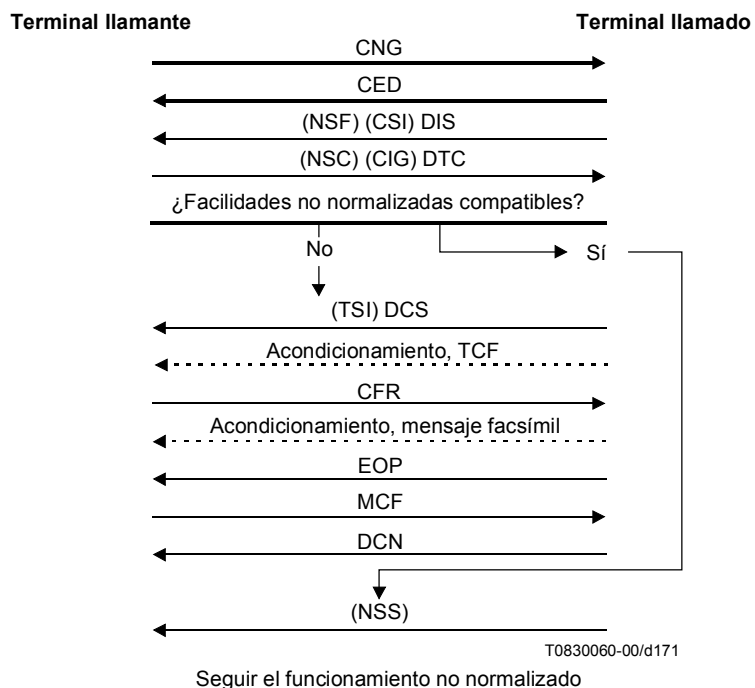 Terminal llamante
Terminal llamado
CNG
CED
(NSF) (CSI) DIS
(NSC) (CIG) DTC
¿Facilidades no normalizadas compatibles?
No
Sí
(TSI) DCS
Acondicionamiento, TCF
CFR
Acondicionamiento, mensaje facsímil
EOP
MCF
DCN
(NSS)
T0830060-00/d171
Seguir el funcionamiento no normalizado